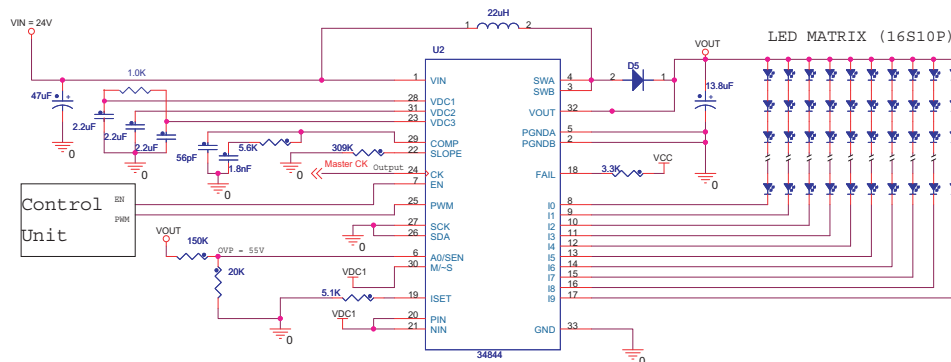 VIN = 24V
22uH
1
2
U2
VOUT
LED MATRIX (16S10P)
D5
2
1
1.0K
47uF
2.2uF
2.2uF
2.2uF
13.8uF
0
0
0
1 VIN
SWA 4
SWB 3
28 VDC1
31 VDC2
23 VDC3
VOUT 32
PGNDA 5
PGNDB 2
56pF
1.8nF
5.6K
309K
0
0
29 COMP
22 SLOPE
Master CK
Output
24 CK
7 EN
FAIL 18
3.3K
VCC
Control
Unit
EN
PWM
25 PWM
27 SCK
26 SDA
0
I0 8
I1 9
I2 10
I3 11
I4 12
I5 13
I6 14
I7 15
I8 16
I9 17
VOUT
150K
OVP = 55V
20K
6 A0/SEN
30 M/~S
VDC1
5.1K
19 ISET
VDC1
20 PIN
21 NIN
0
GND 33
0
34844